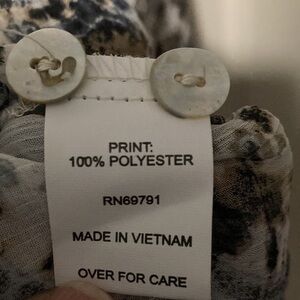 PRINT:
100% POLYESTER
RN69791
MADE IN VIETNAM
OVER FOR CARE